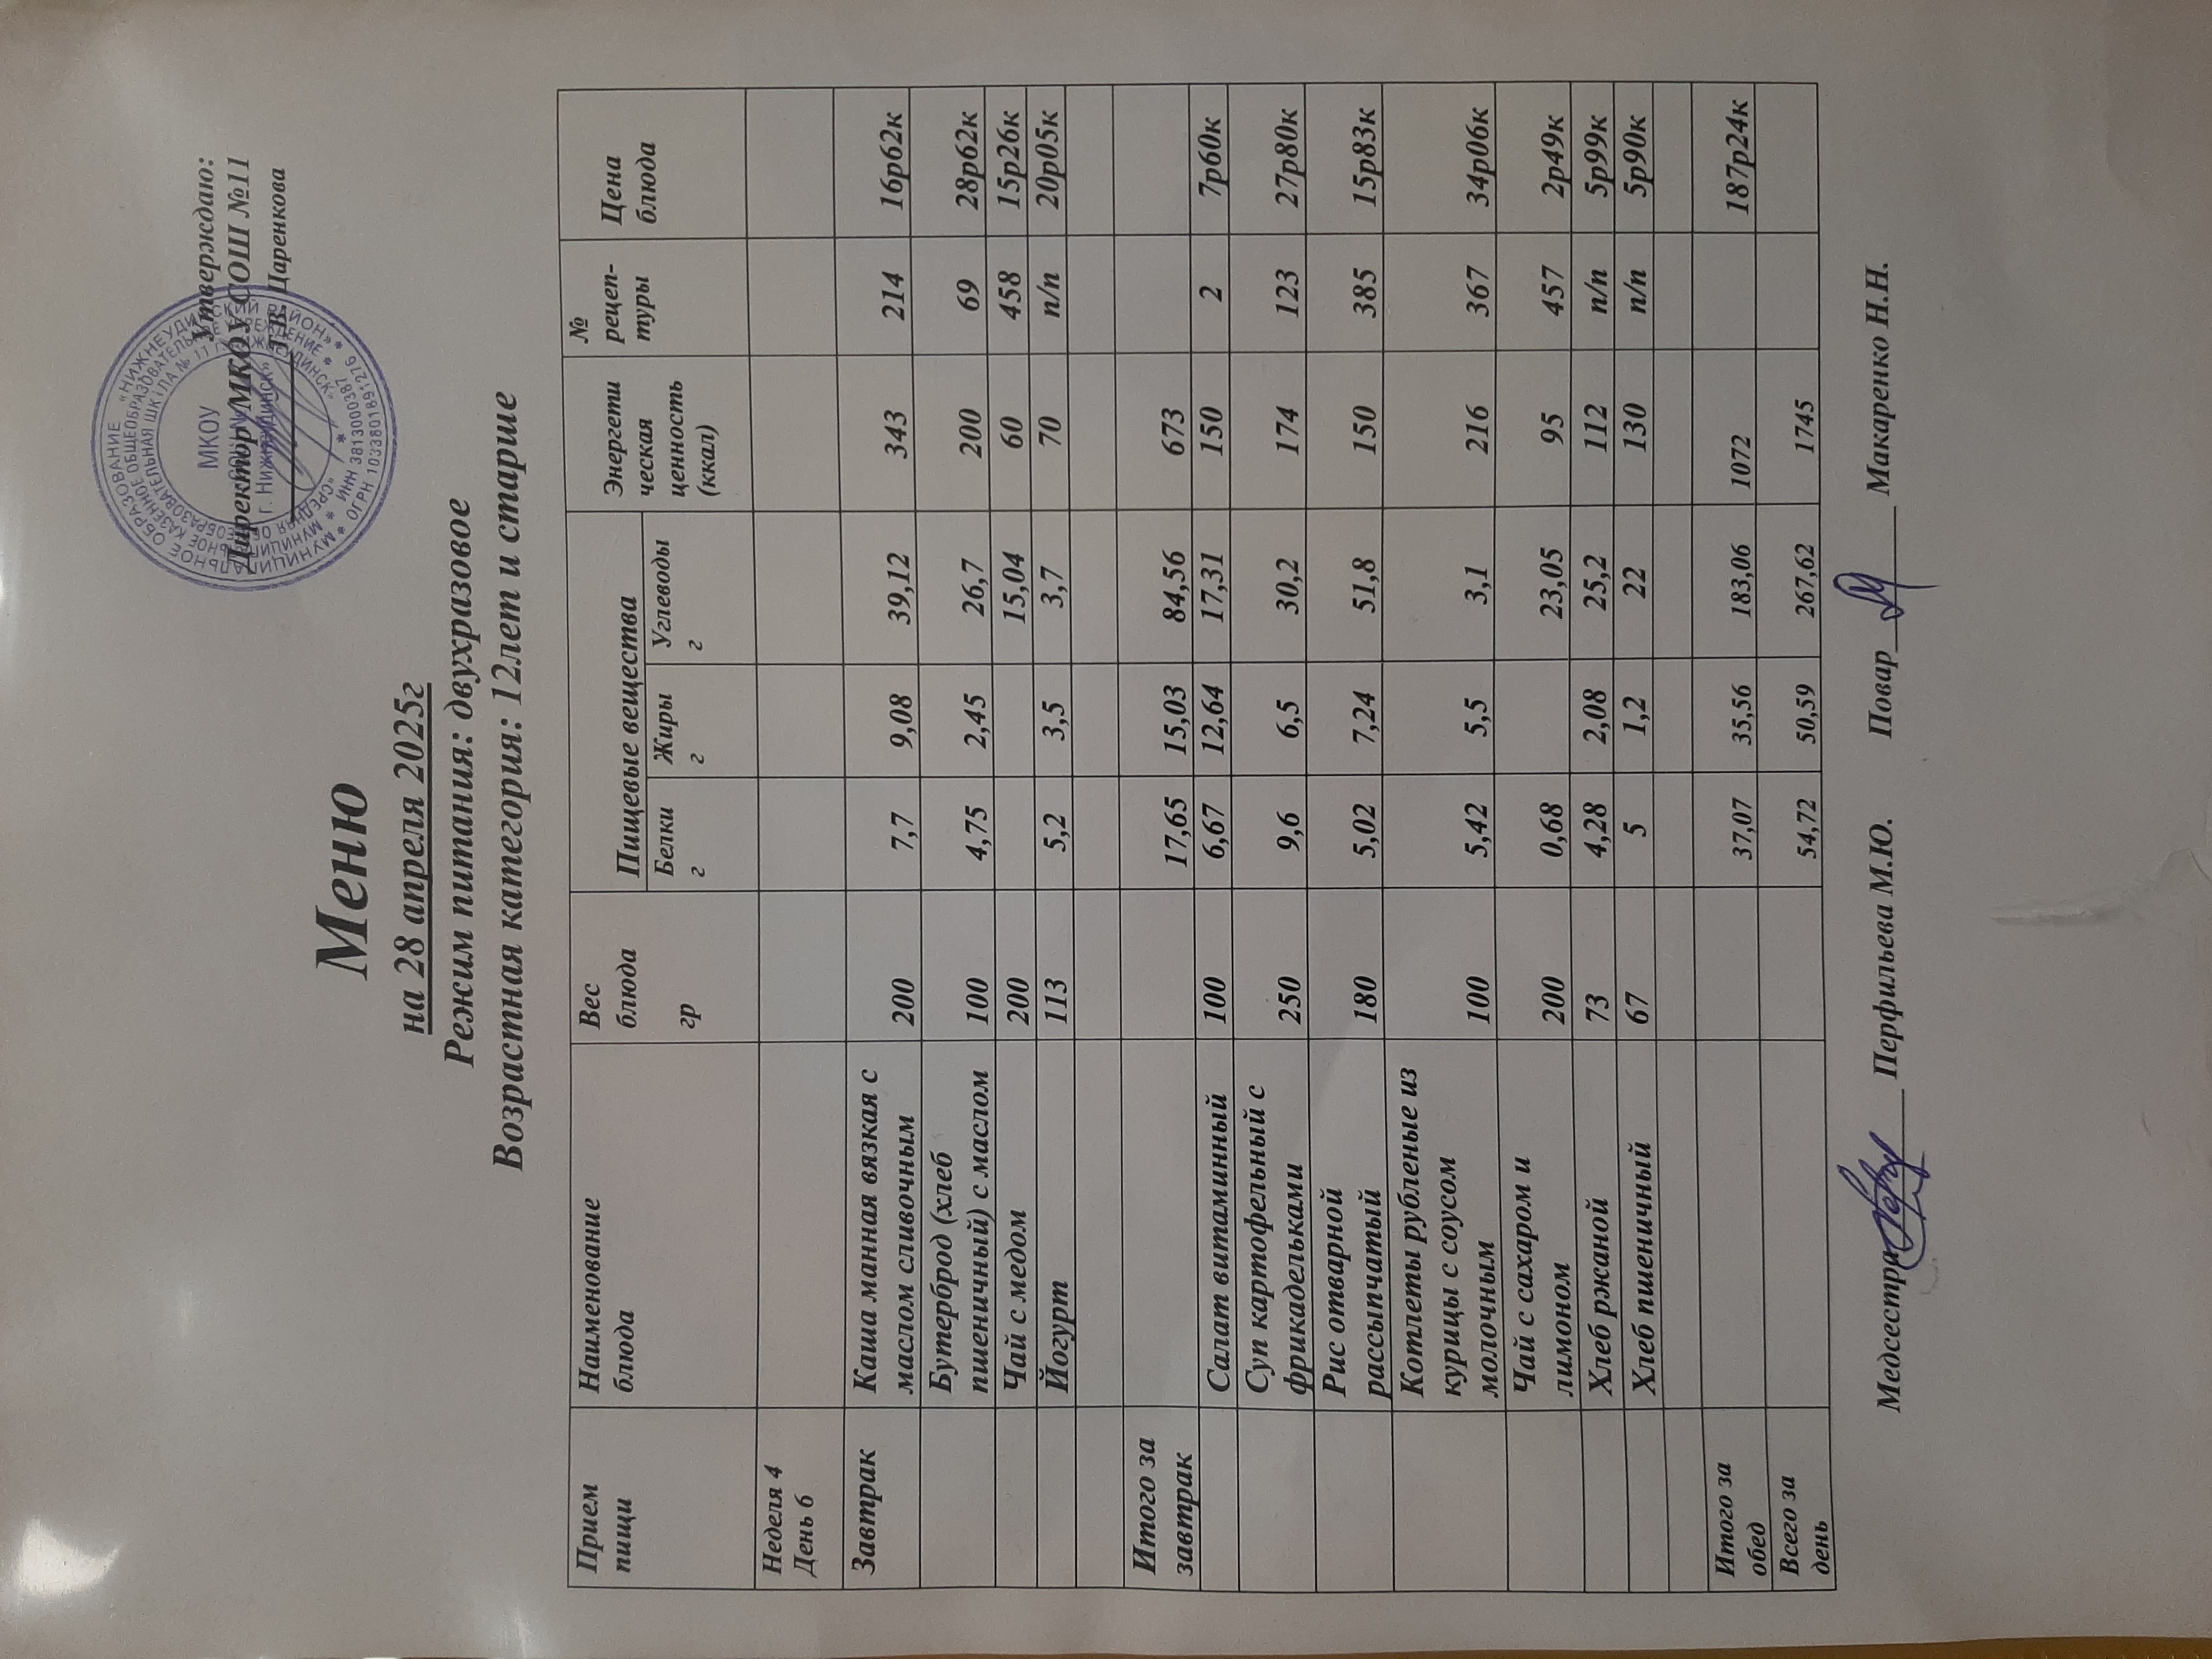 Утверждаю:
Директор МКОУ СОШ №11
Т.В. Царенкова
МКОУ
г. Нижнеудинск
ИНН 3813000387
ОГРН 1033801891276
Меню
на 28 апреля 2025г
Режим питания: двухразовое
Возрастная категория: 12лет и старше
Прием пищи Наименование блюда Вес блюда гр Пищевые вещества Энергети ческая ценность (ккал) № рецеп- туры Цена блюда
Белки г Жиры г Углеводы г
Неделя 4
День 6
Завтрак Каша манная вязкая с маслом сливочным 200 7,7 9,08 39,12 343 214 16р62к
Бутерброд (хлеб пшеничный) с маслом 100 4,75 2,45 26,7 200 69 28р62к
Чай с медом 200 15,04 60 458 15р26к
Йогурт 113 5,2 3,5 3,7 70 п/п 20р05к
Итого за завтрак 17,65 15,03 84,56 673
Салат витаминный 100 6,67 12,64 17,31 150 2 7р60к
Суп картофельный с фрикадельками 250 9,6 6,5 30,2 174 123 27р80к
Рис отварной рассыпчатый 180 5,02 7,24 51,8 150 385 15р83к
Котлеты рубленые из курицы с соусом молочным 100 5,42 5,5 3,1 216 367 34р06к
Чай с сахаром и лимоном 200 0,68 23,05 95 457 2р49к
Хлеб ржаной 73 4,28 2,08 25,2 112 п/п 5р99к
Хлеб пшеничный 67 5 1,2 22 130 п/п 5р90к
Итого за обед 37,07 35,56 183,06 1072 187р24к
Всего за день 54,72 50,59 267,62 1745
Медсестра Перфильева М.Ю. Повар Макаренко Н.Н.